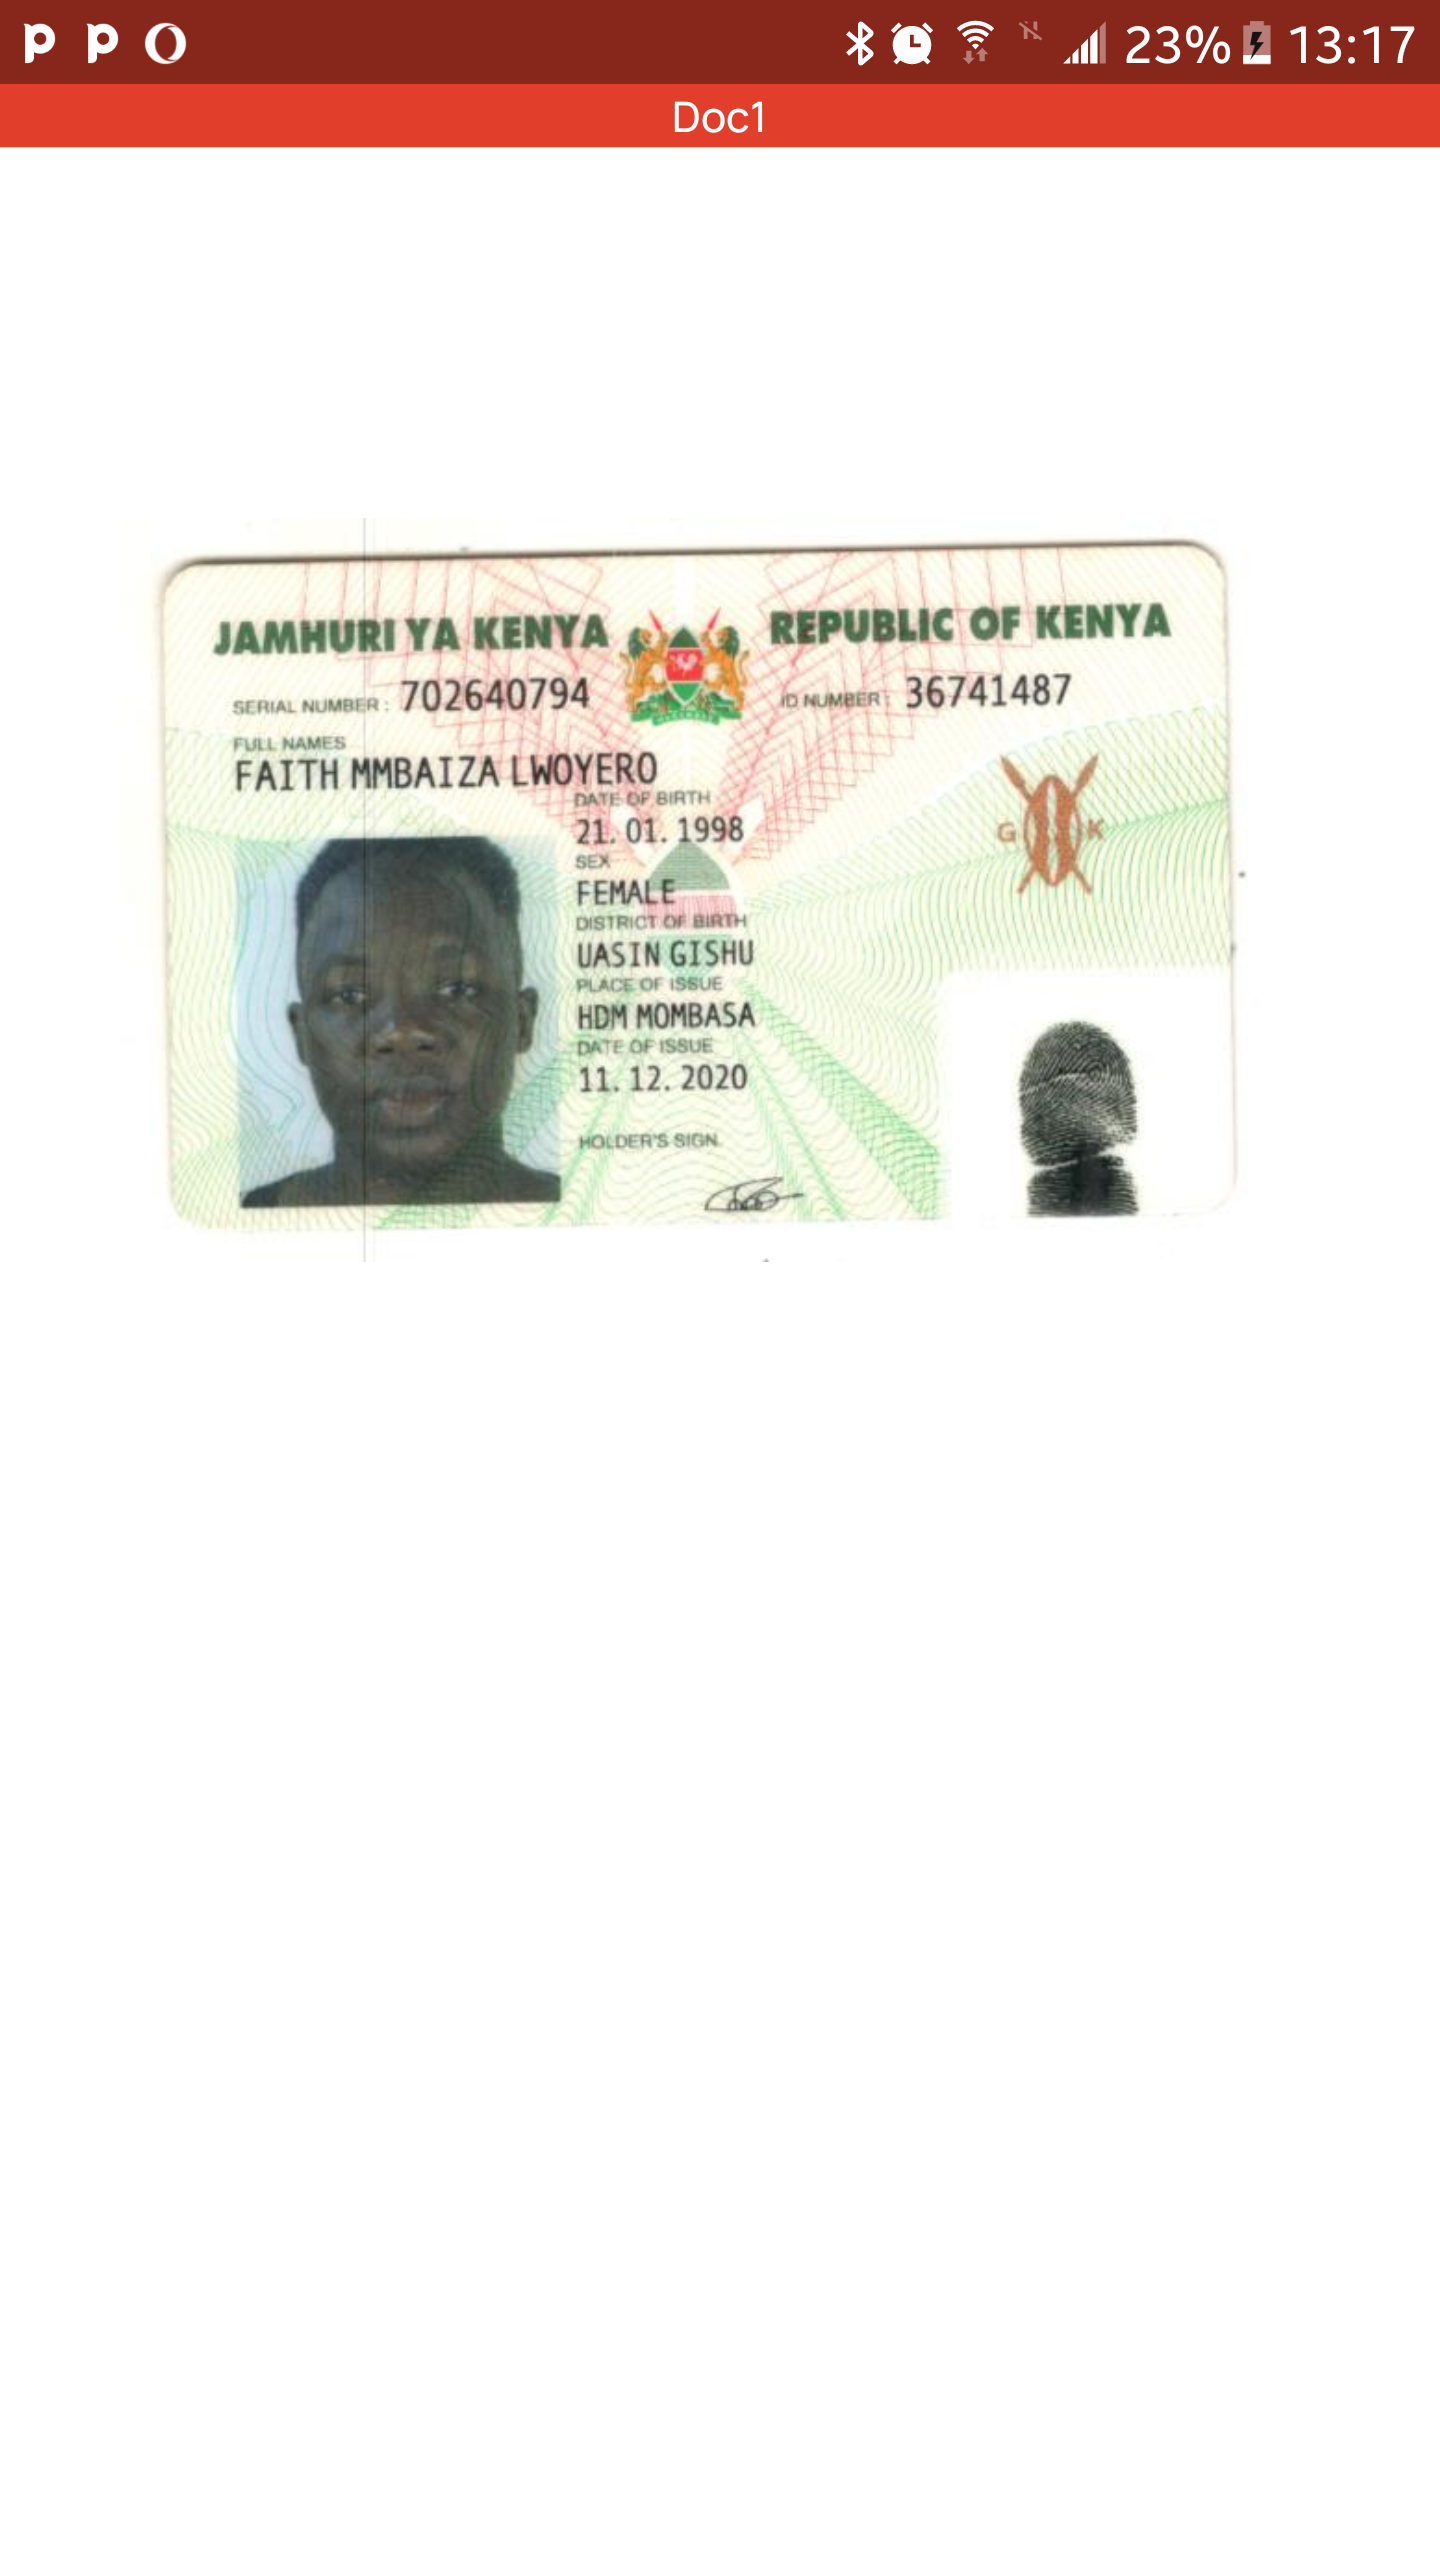 23% 13:17
Doc1
JAMHURI YA KENYA REPUBLIC OF KENYA
SERIAL NUMBER : 702640794 ID NUMBER : 36741487
FULL NAMES
FAITH MMBAIZA LWOYERO
DATE OF BIRTH
21. 01. 1998
SEX
FEMALE
G K
DISTRICT OF BIRTH
UASIN GISHU
PLACE OF ISSUE
HDM MOMBASA
DATE OF ISSUE
11. 12. 2020
HOLDER'S SIGN.